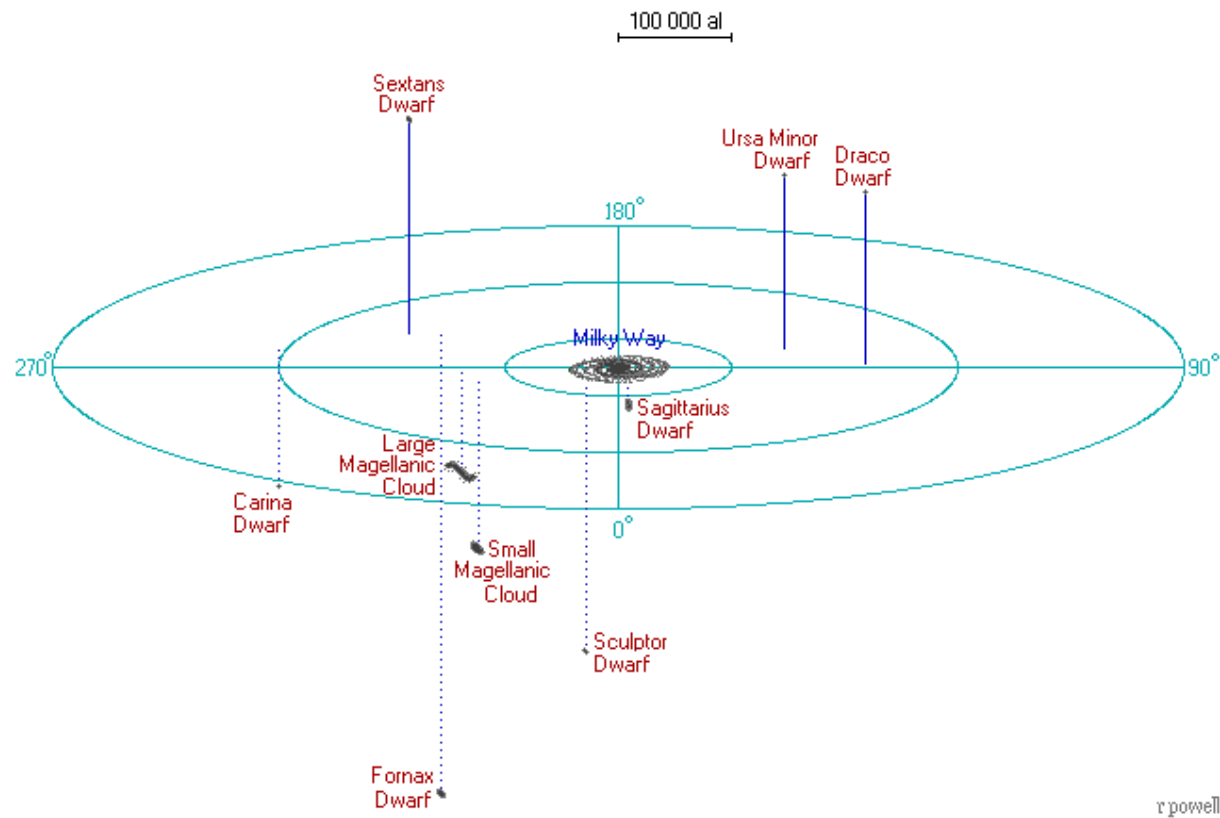 100 000 al
Sextans
Dwarf
Ursa Minor
Dwarf
Draco
Dwarf
180°
Milky Way
270°
90°
Sagittarius
Dwarf
Large
Magellanic
Cloud
Carina
Dwarf
0°
Small
Magellanic
Cloud
Sculptor
Dwarf
Fornax
Dwarf
r powell